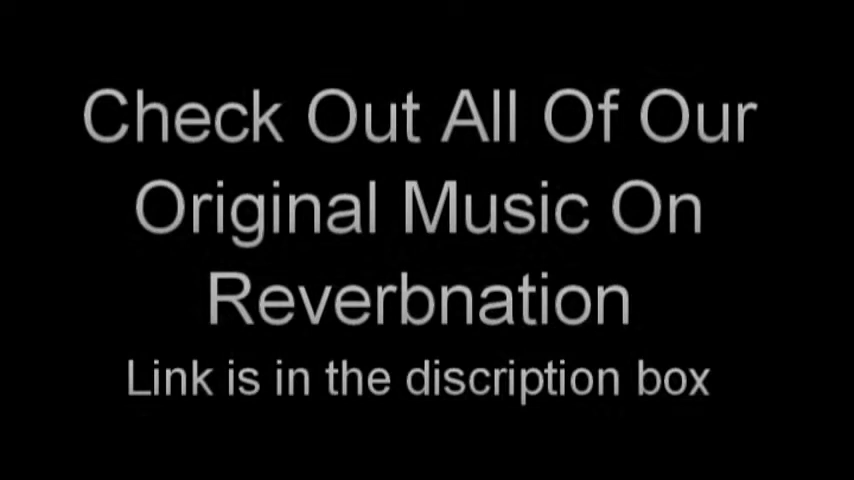 Check Out All Of Our
Original Music On
Reverbnation
Link is in the discription box